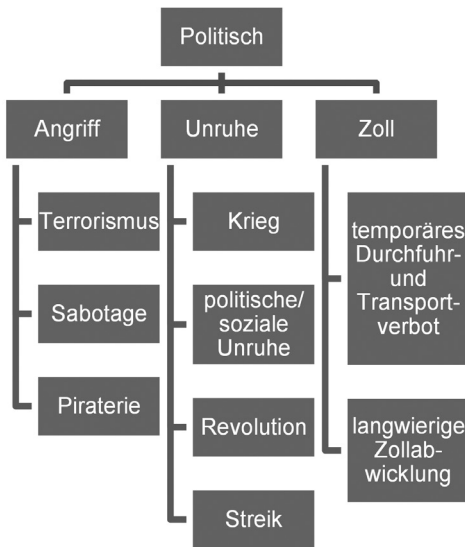 Politisch
Angriff
Terrorismus
Sabotage
Piraterie
Unruhe
Krieg
politische/
soziale
Unruhe
Revolution
Streik
Zoll
temporäres
Durchfuhr-
und
Transport-
verbot
langwierige
Zollab-
wicklung